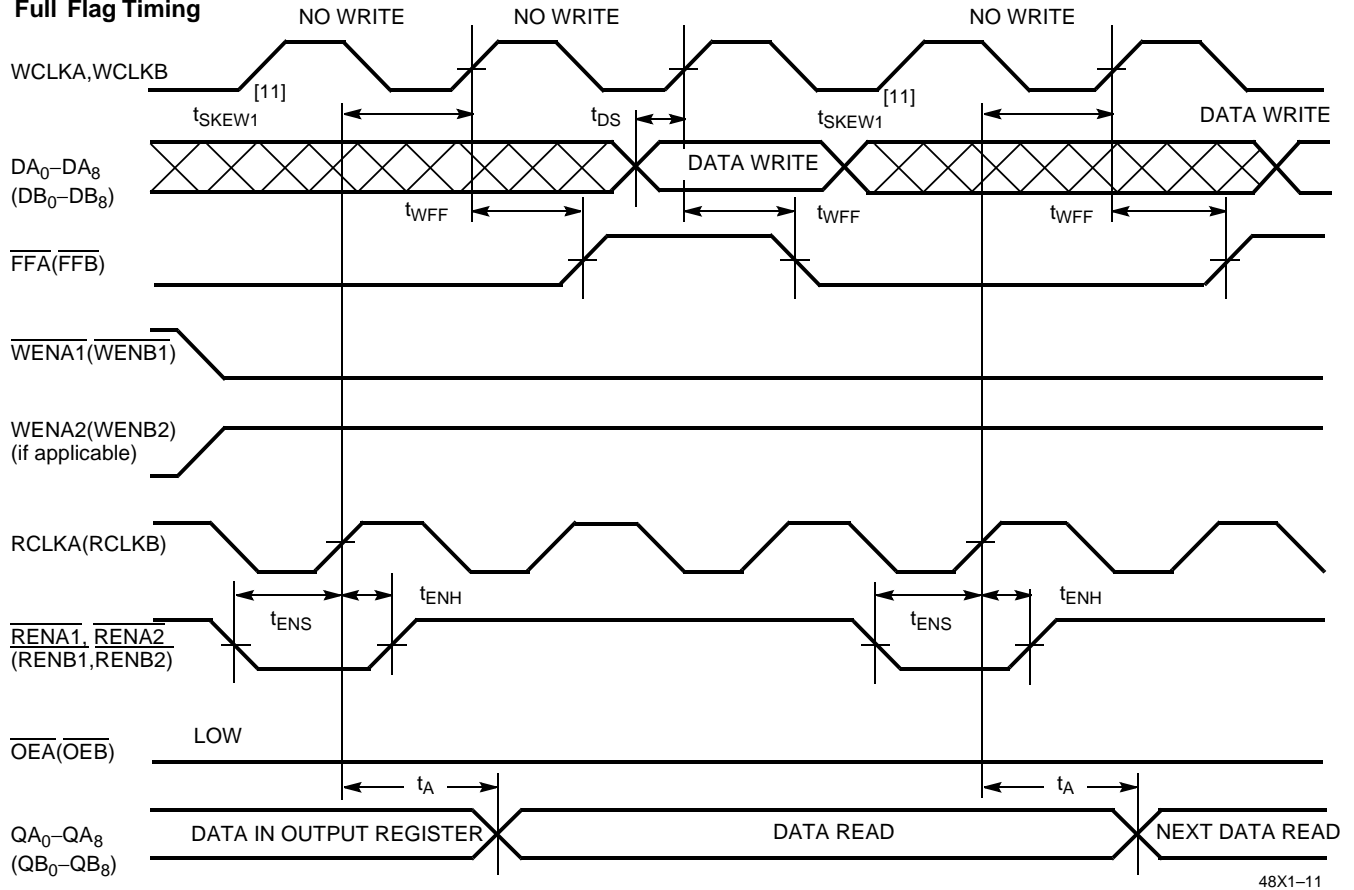 Full Flag Timing
NO WRITE NO WRITE NO WRITE
WCLKA,WCLKB
[11] [11]
tSKEW1 tDS tSKEW1 DATA WRITE
DA0–DA8
(DB0–DB8)
DATA WRITE
tWFF tWFF tWFF
FFA(FFB)
WENA1(WENB1)
WENA2(WENB2)
(if applicable)
RCLKA(RCLKB)
tENS tENH tENS tENH
RENA1, RENA2
(RENB1,RENB2)
LOW
OEA(OEB)
tA tA
QA0–QA8
(QB0–QB8)
DATA IN OUTPUT REGISTER DATA READ NEXT DATA READ
48X1–11